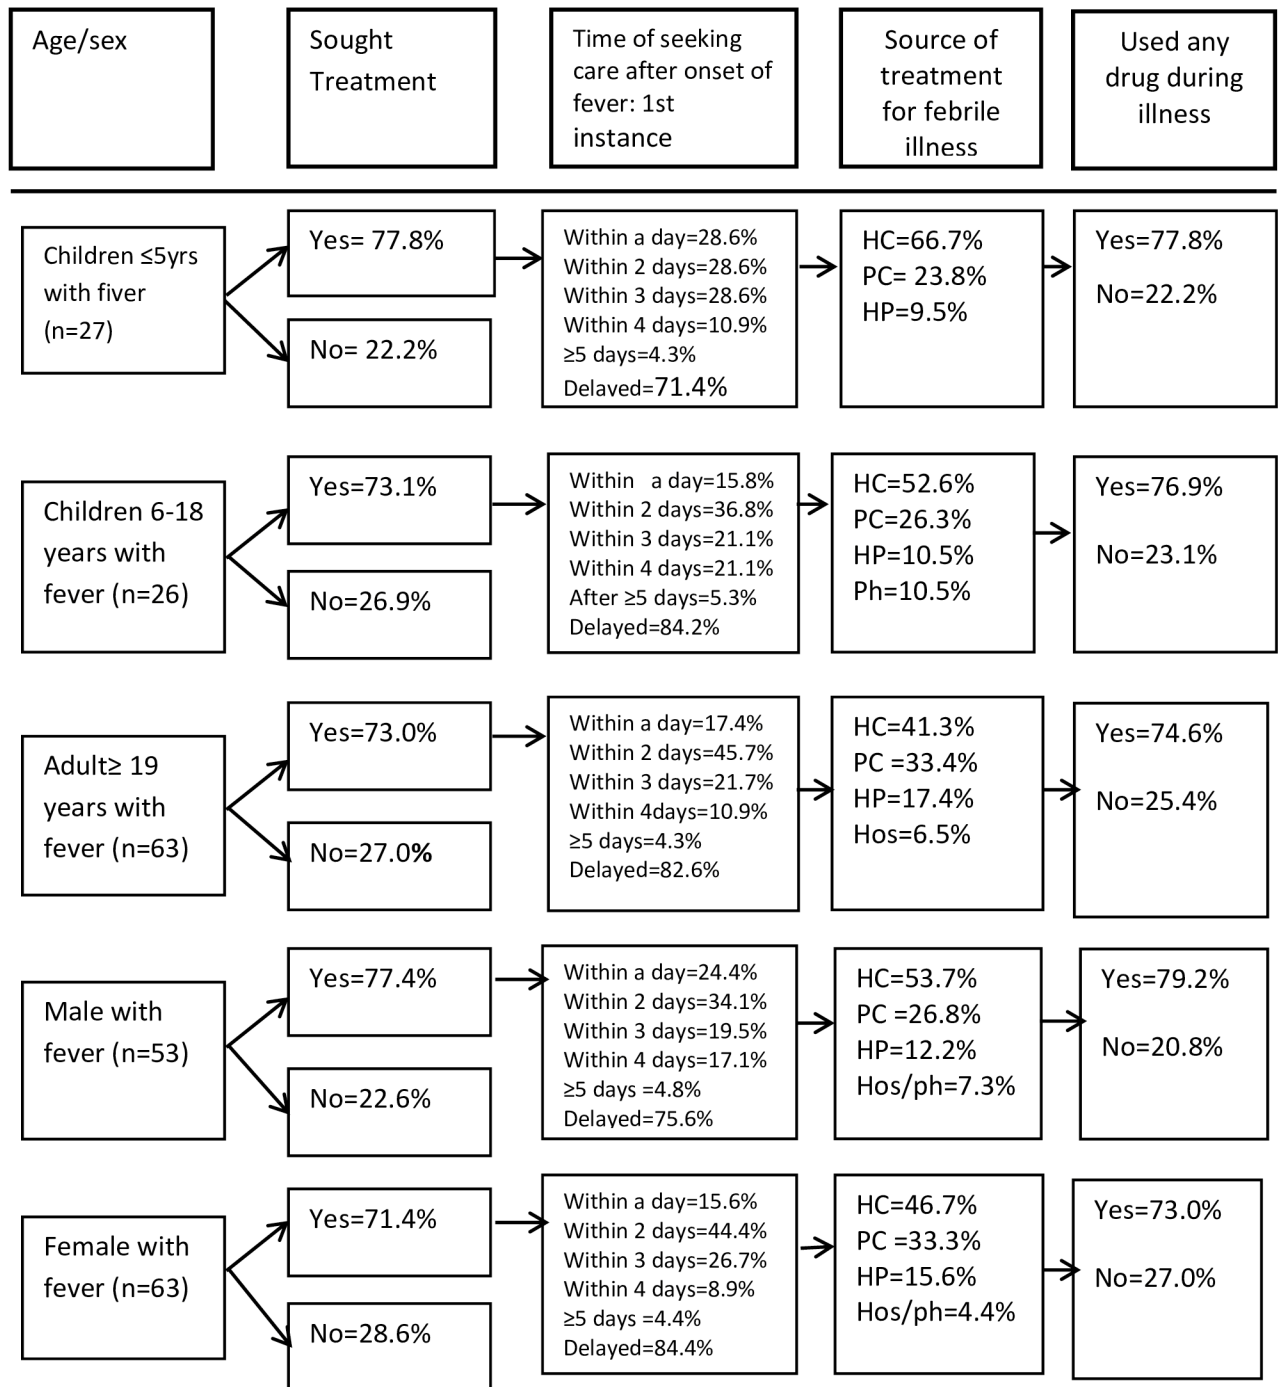 Age/sex
Sought
Treatment
Time of seeking
care after onset of
fever: 1st
instance
Source of
treatment
for febrile
illness
Used any
drug during
illness
Children ≤5yrs
with fiver
(n=27)
Yes= 77.8%
No= 22.2%
Within a day=28.6%
Within 2 days=28.6%
Within 3 days=28.6%
Within 4 days=10.9%
≥5 days=4.3%
Delayed=71.4%
HC=66.7%
PC= 23.8%
HP=9.5%
Yes=77.8%
No=22.2%
Children 6-18
years with
fever (n=26)
Yes=73.1%
No=26.9%
Within a day=15.8%
Within 2 days=36.8%
Within 3 days=21.1%
Within 4 days=21.1%
After ≥5 days=5.3%
Delayed=84.2%
HC=52.6%
PC=26.3%
HP=10.5%
Ph=10.5%
Yes=76.9%
No=23.1%
Adult≥ 19
years with
fever (n=63)
Yes=73.0%
No=27.0%
Within a day=17.4%
Within 2 days=45.7%
Within 3 days=21.7%
Within 4days=10.9%
≥5 days=4.3%
Delayed=82.6%
HC=41.3%
PC =33.4%
HP=17.4%
Hos=6.5%
Yes=74.6%
No=25.4%
Male with
fever (n=53)
Yes=77.4%
No=22.6%
Within a day=24.4%
Within 2 days=34.1%
Within 3 days=19.5%
Within 4 days=17.1%
≥5 days =4.8%
Delayed=75.6%
HC=53.7%
PC =26.8%
HP=12.2%
Hos/ph=7.3%
Yes=79.2%
No=20.8%
Female with
fever (n=63)
Yes=71.4%
No=28.6%
Within a day=15.6%
Within 2 days=44.4%
Within 3 days=26.7%
Within 4 days=8.9%
≥5 days =4.4%
Delayed=84.4%
HC=46.7%
PC =33.3%
HP=15.6%
Hos/ph=4.4%
Yes=73.0%
No=27.0%